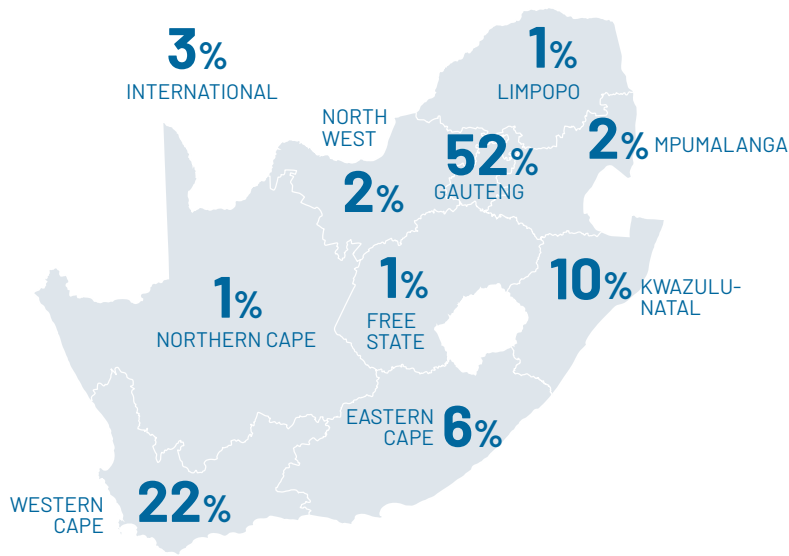 3%
INTERNATIONAL
1%
LIMPOPO
NORTH
WEST
2%
52%
GAUTENG
2% MPUMALANGA
1%
NORTHERN CAPE
1%
FREE
STATE
10% KWAZULU-
NATAL
EASTERN
CAPE 6%
WESTERN
CAPE 22%